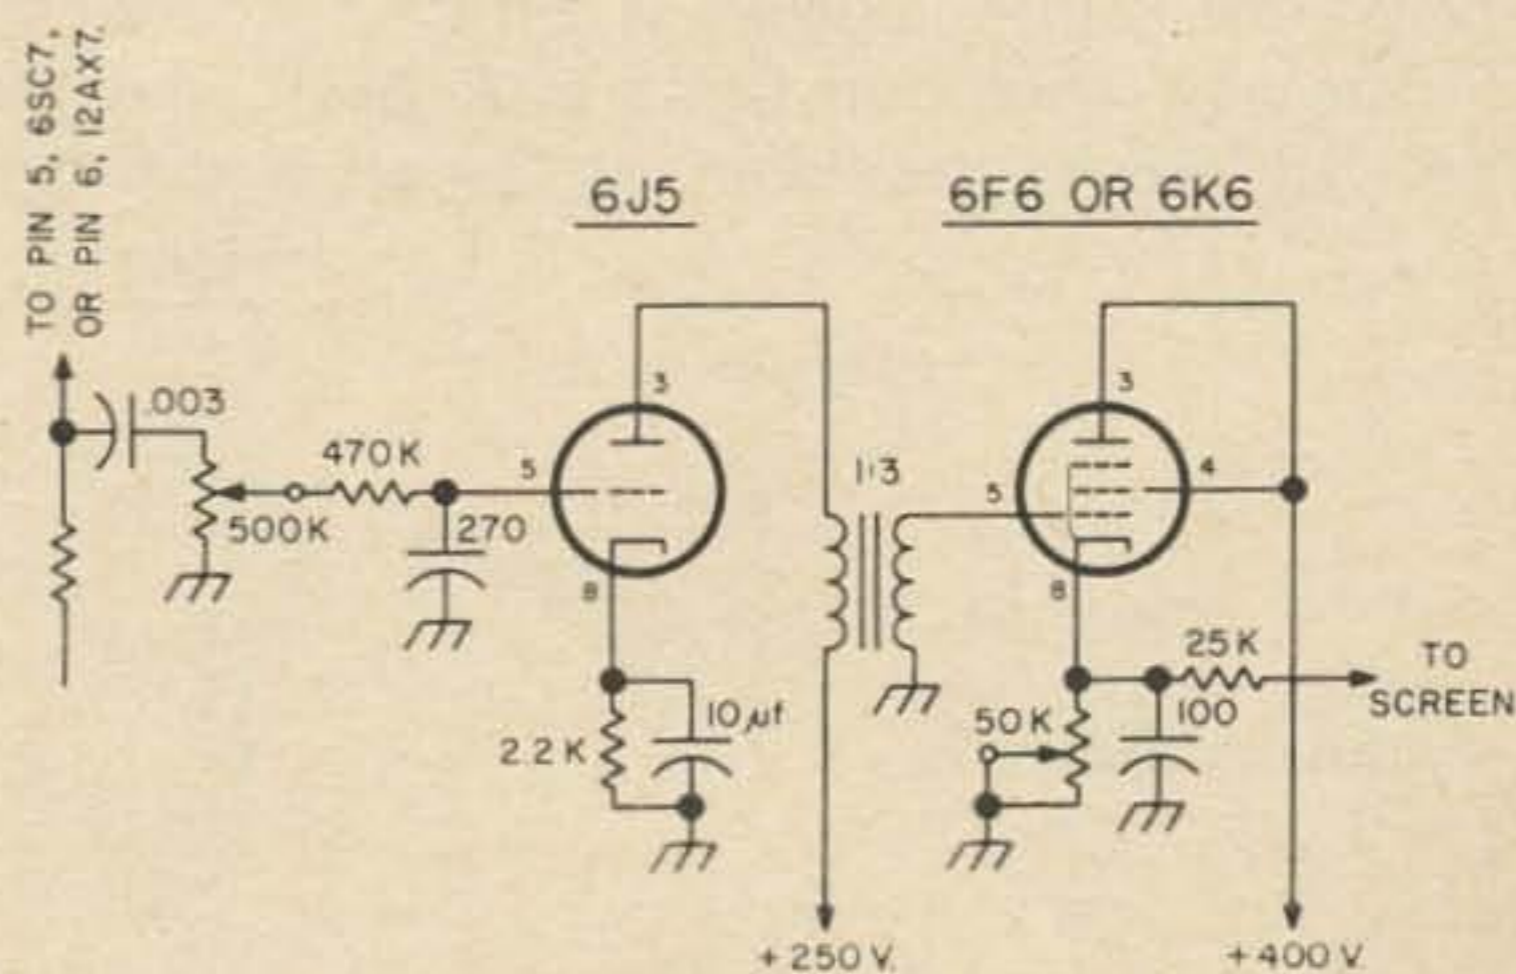 TO PIN 5, 6SC7,
OR PIN 6, 12AX7.
6J5
6F6 OR 6K6
.003
470K
500K
270
5
3
8
2.2K
10µf
1:3
+250V.
3
4
5
8
50K
100
25K
TO
SCREEN
+400V.